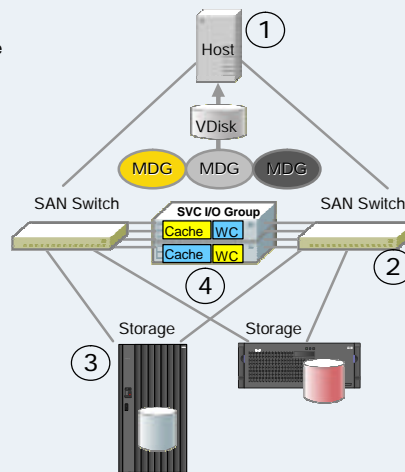 e
1
Host
VDisk
MDG MDG MDG
SAN Switch SAN Switch
SVC I/O Group
Cache WC
Cache WC
2
4
Storage Storage
3